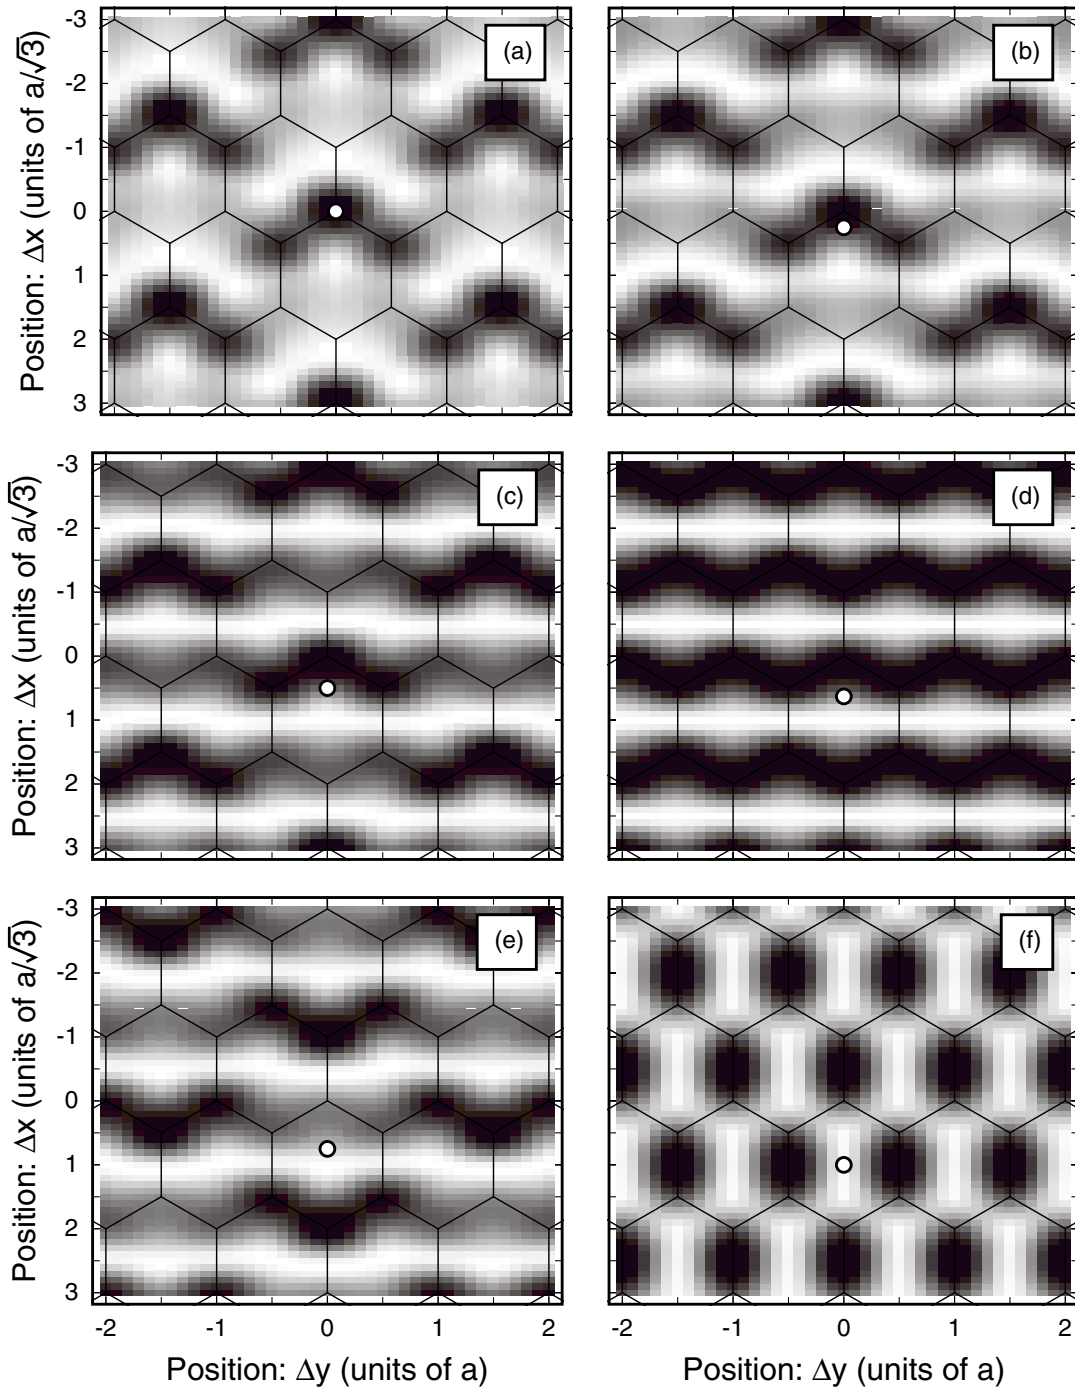 -3
-2
-1
0
1
2
3
Position: Δx (units of a/√3)
(a)
(b)
-3
-2
-1
0
1
2
3
Position: Δx (units of a/√3)
(c)
(d)
-3
-2
-1
0
1
2
3
Position: Δx (units of a/√3)
(e)
(f)
-2 -1 0 1 2
-2 -1 0 1 2
Position: Δy (units of a)
Position: Δy (units of a)